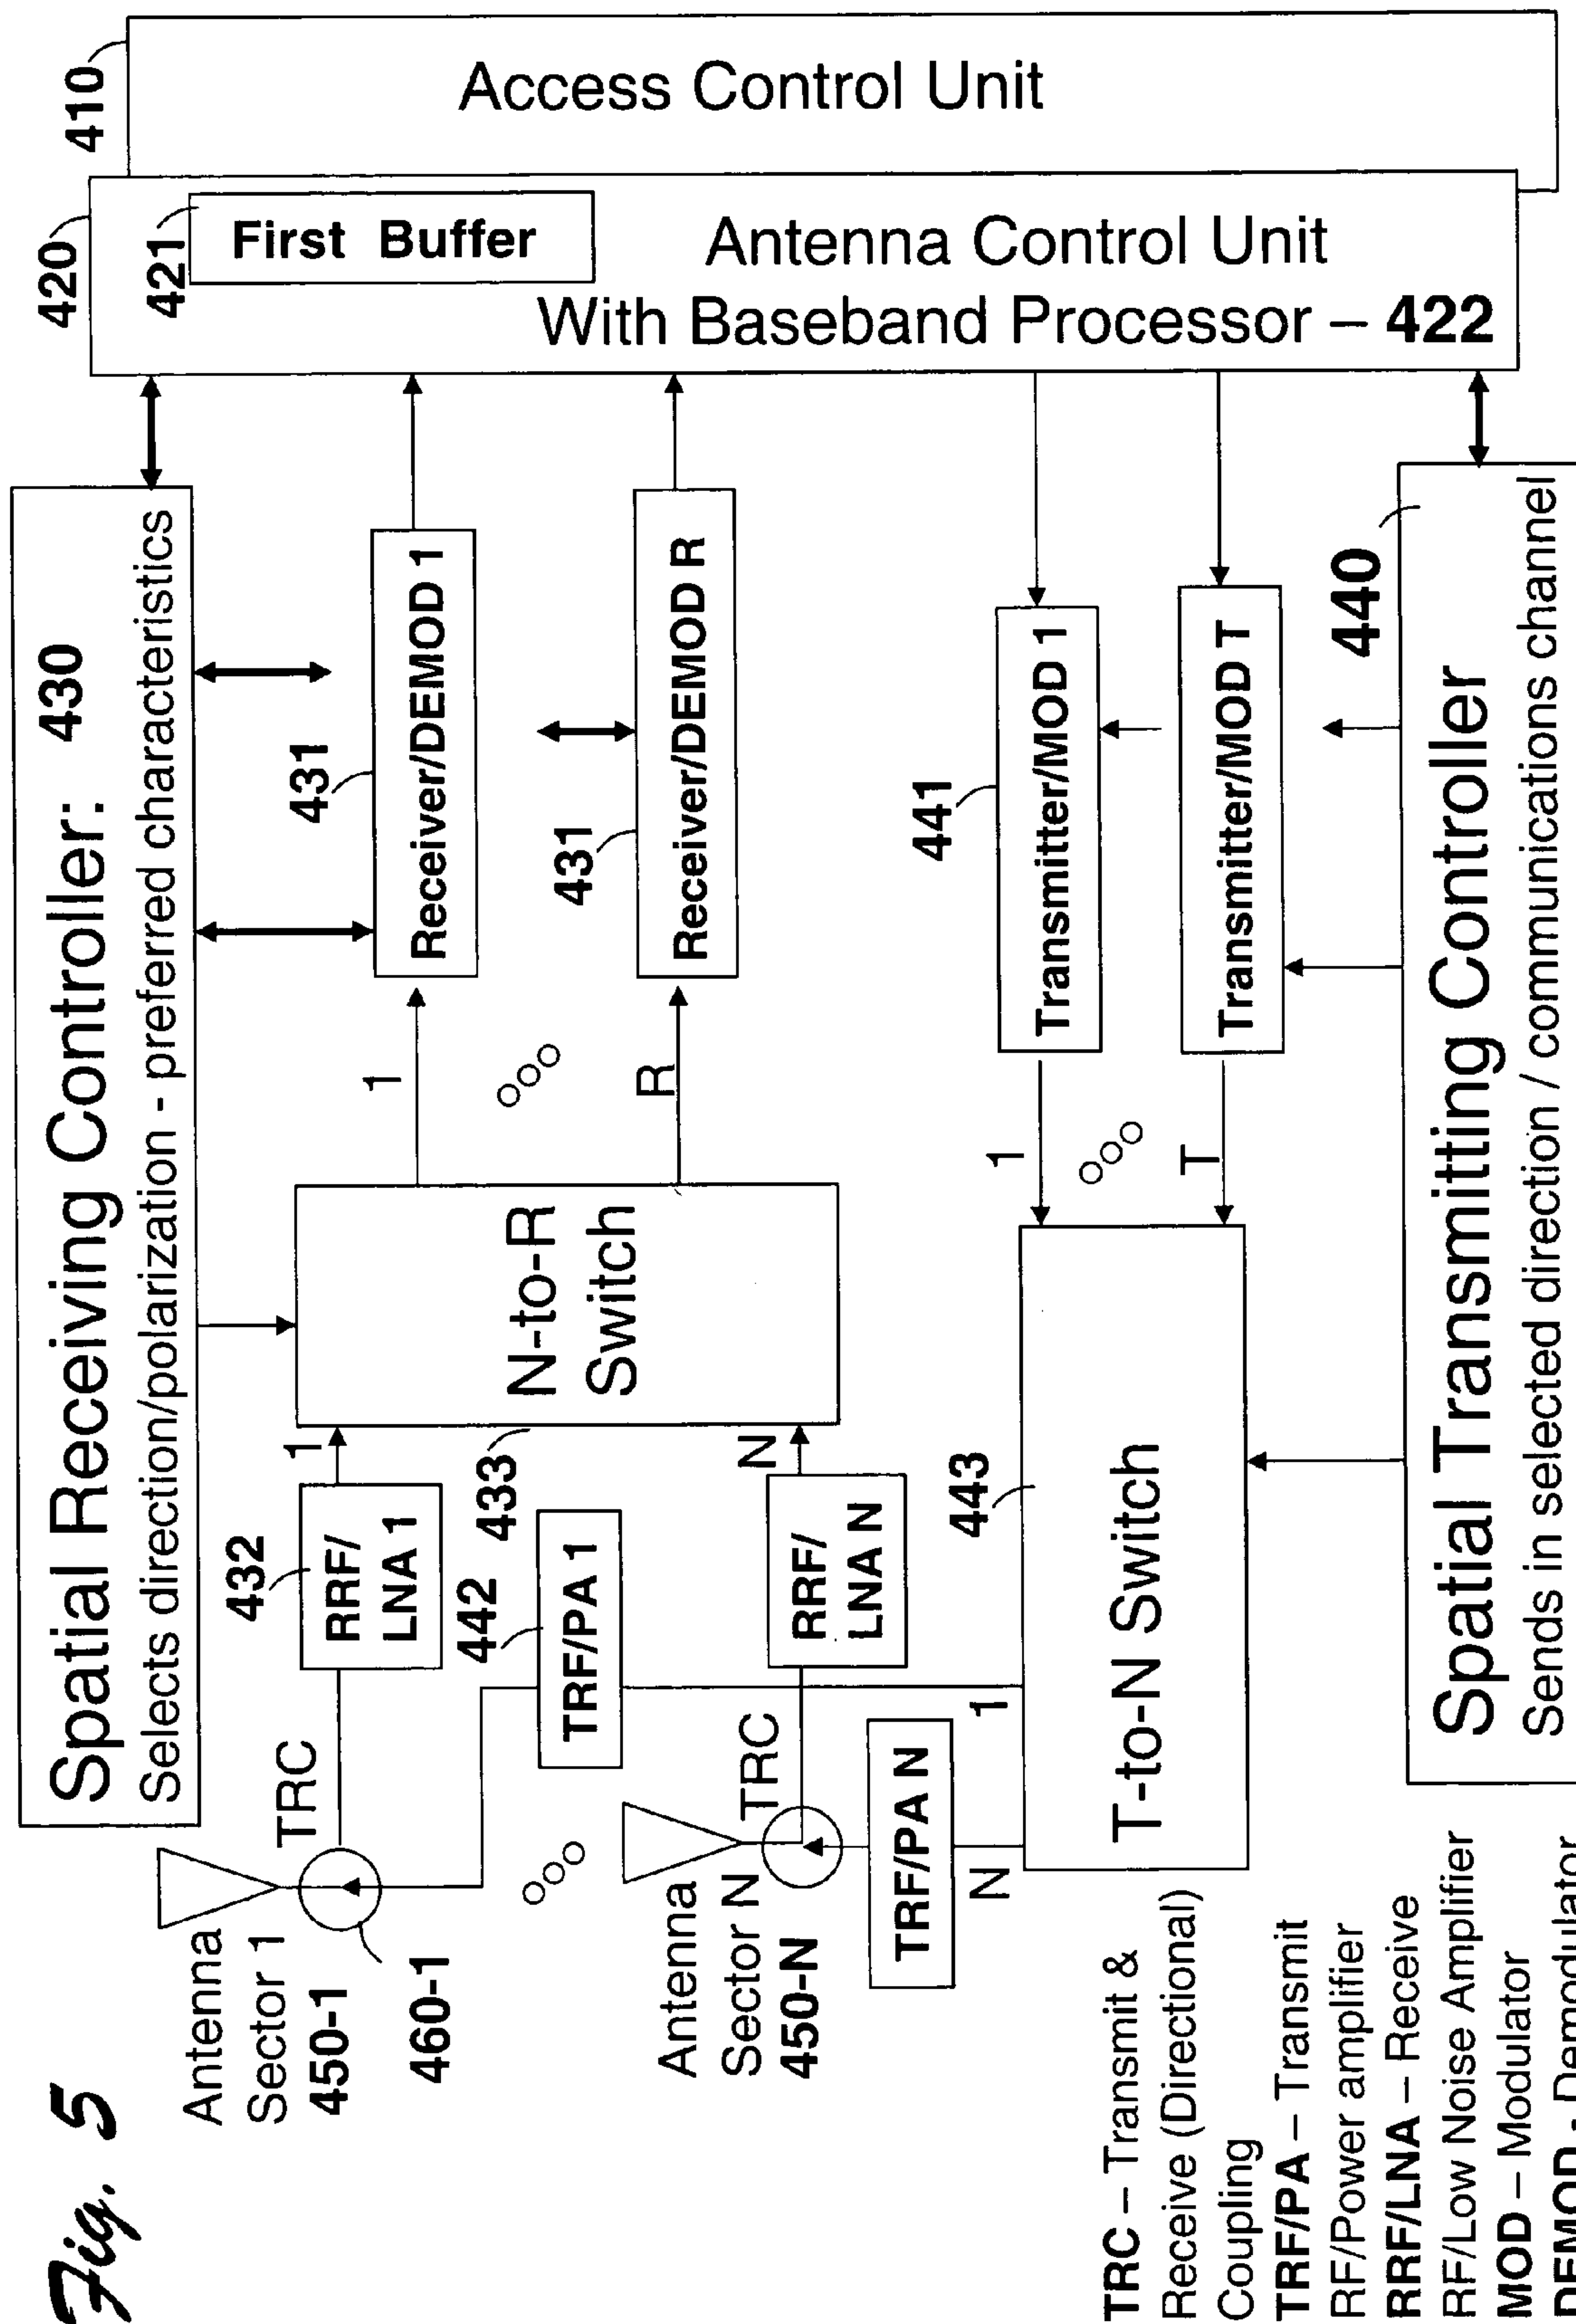 Fig. 5
Spatial Receiving Controller: 430
Selects direction/polarization - preferred characteristics
420
410
421
First Buffer
Antenna Control Unit
With Baseband Processor – 422
Access Control Unit
Antenna
Sector 1
450-1
460-1
TRC
432
RRF/
LNA 1
1
442
TRF/PA 1
433
N-to-R
Switch
1
R
431
Receiver/DEMOD 1
431
Receiver/DEMOD R
Antenna
Sector N
450-N
TRC
RRF/
LNA N
N
TRF/PA N
N
1
443
T-to-N Switch
1
T
441
Transmitter/MOD 1
Transmitter/MOD T
440
Spatial Transmitting Controller
Sends in selected direction / communications channel
TRC – Transmit &
Receive (Directional)
Coupling
TRF/PA – Transmit
RF/Power amplifier
RRF/LNA – Receive
RF/Low Noise Amplifier
MOD – Modulator
DEMOD - Demodulator